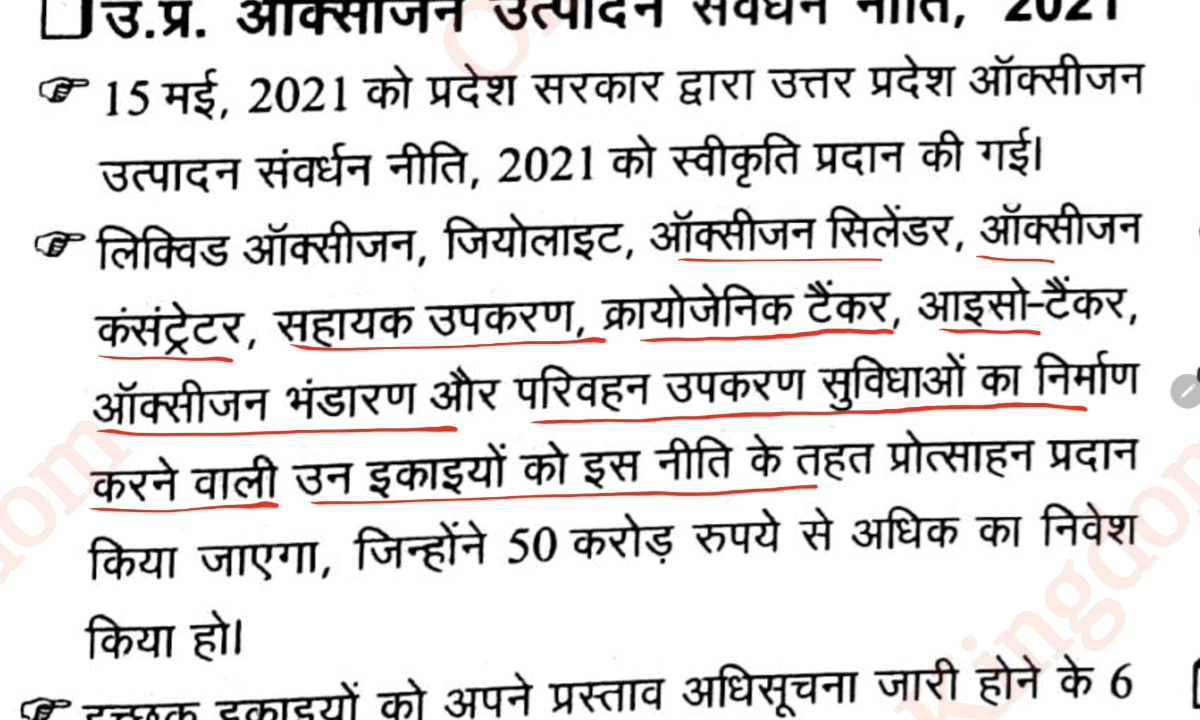 उ.प्र. ऑक्सीजन उत्पादन संवर्धन नीति, 2021
15 मई, 2021 को प्रदेश सरकार द्वारा उत्तर प्रदेश ऑक्सीजन
उत्पादन संवर्धन नीति, 2021 को स्वीकृति प्रदान की गई।
लिक्विड ऑक्सीजन, जियोलाइट, ऑक्सीजन सिलेंडर, ऑक्सीजन
कंसंट्रेटर, सहायक उपकरण, क्रायोजेनिक टैंकर, आइसो-टैंकर,
ऑक्सीजन भंडारण और परिवहन उपकरण सुविधाओं का निर्माण
करने वाली उन इकाइयों को इस नीति के तहत प्रोत्साहन प्रदान
किया जाएगा, जिन्होंने 50 करोड़ रुपये से अधिक का निवेश
किया हो।
इच्छुक इकाइयों को अपने प्रस्ताव अधिसूचना जारी होने के 6